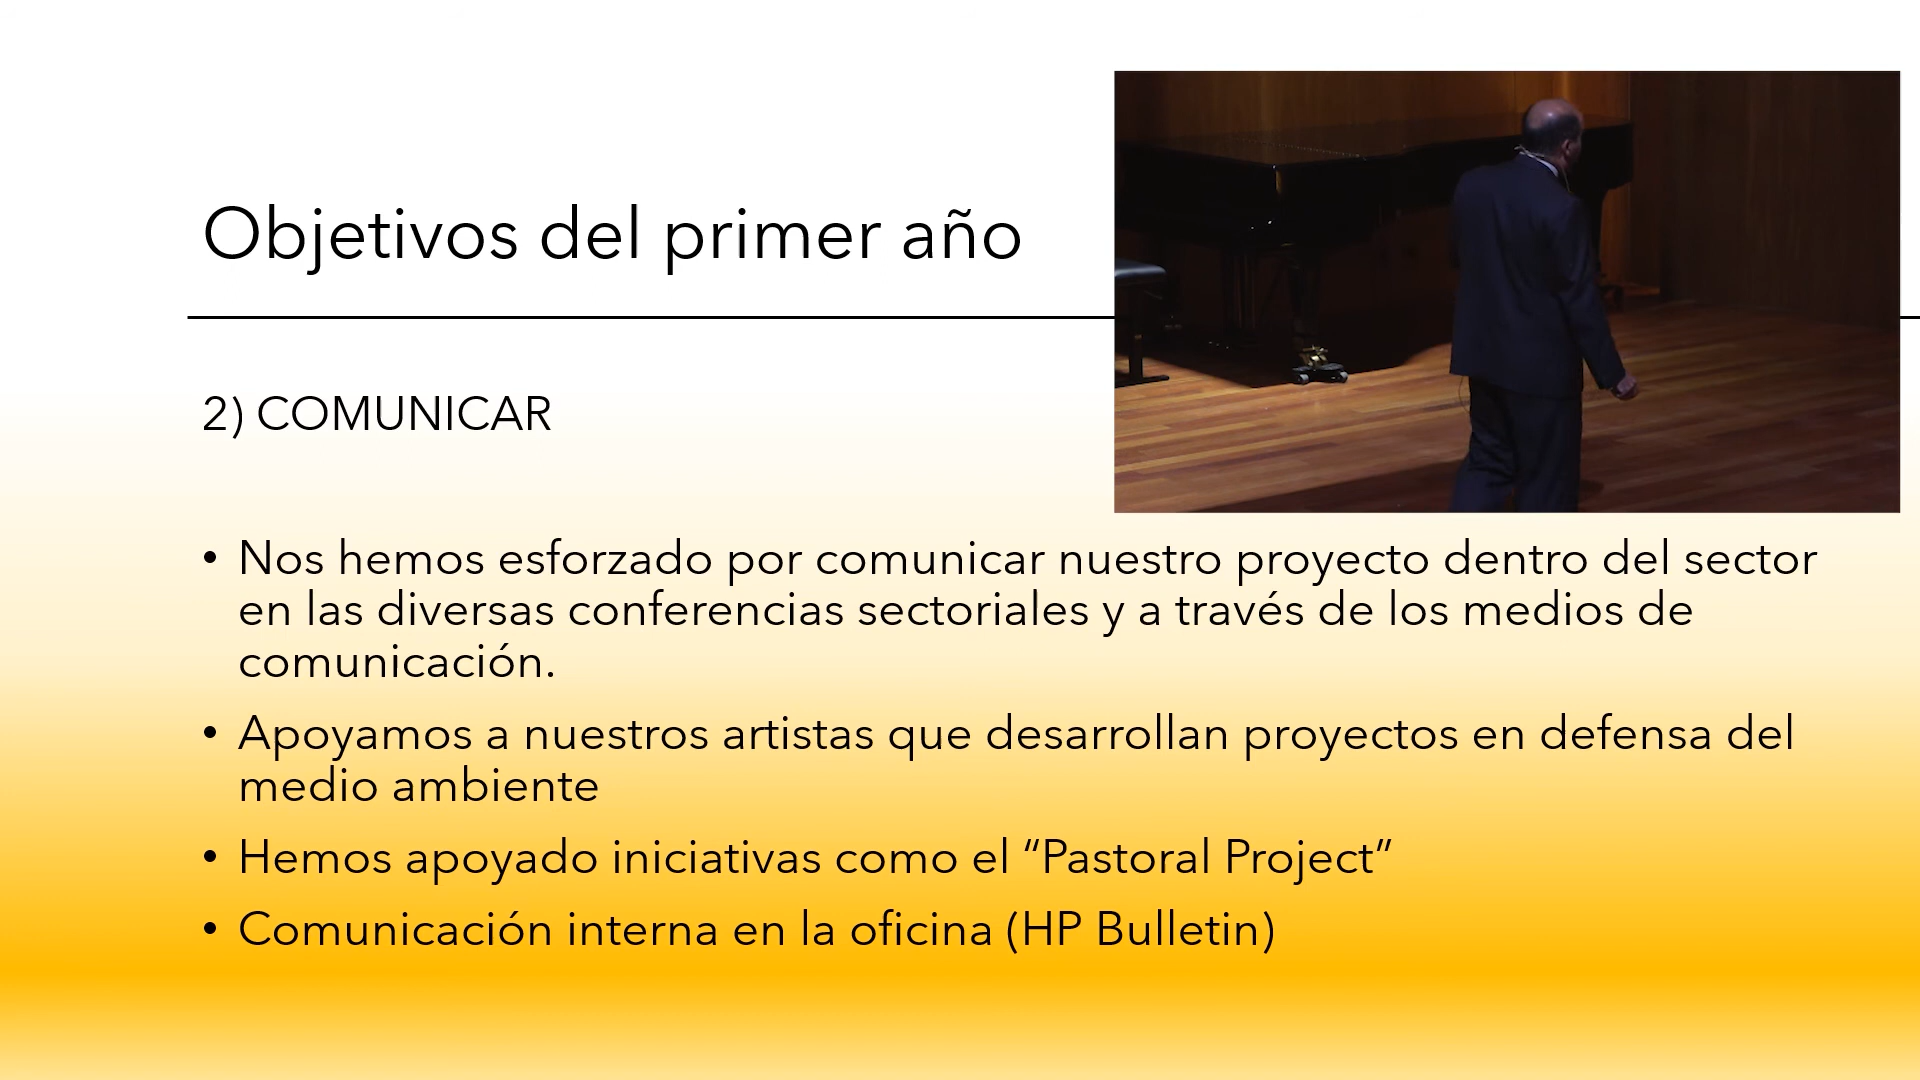 Objetivos del primer año
2) COMUNICAR
• Nos hemos esforzado por comunicar nuestro proyecto dentro del sector
en las diversas conferencias sectoriales y a través de los medios de
comunicación.
• Apoyamos a nuestros artistas que desarrollan proyectos en defensa del
medio ambiente
• Hemos apoyado iniciativas como el “Pastoral Project”
• Comunicación interna en la oficina (HP Bulletin)